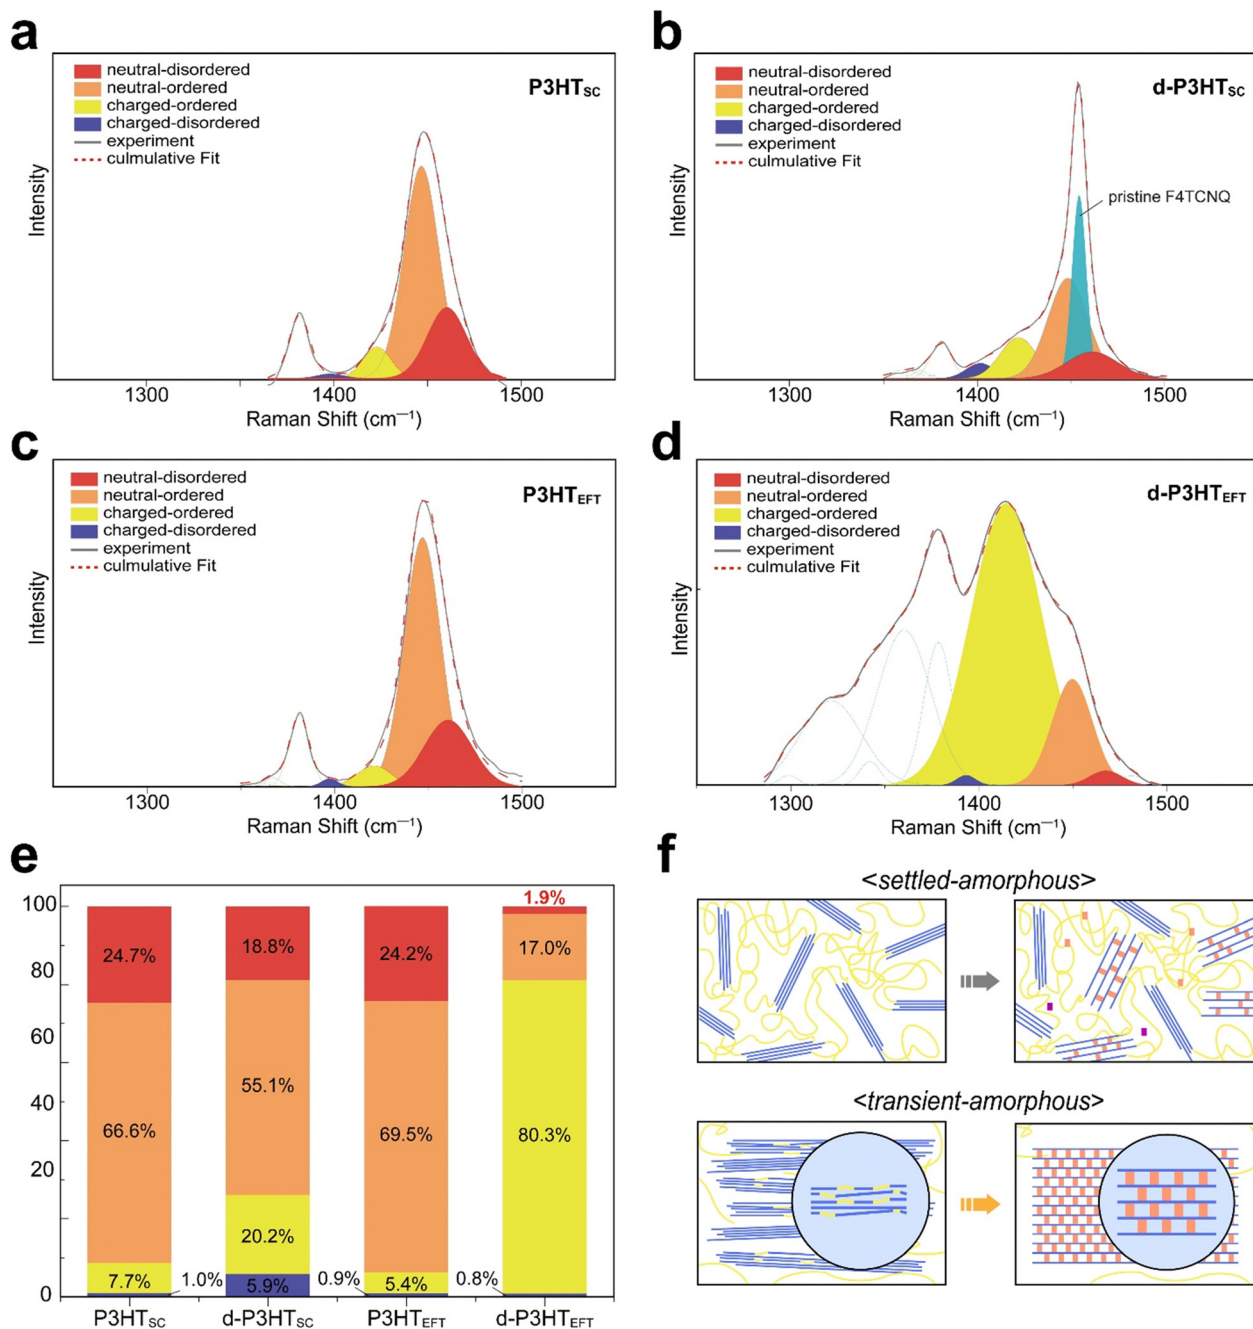 a
neutral-disordered
neutral-ordered
charged-ordered
charged-disordered
experiment
culmulative Fit
P3HTSC
Intensity
1300
1400
1500
Raman Shift (cm—1)
b
neutral-disordered
neutral-ordered
charged-ordered
charged-disordered
experiment
culmulative Fit
d-P3HTSC
pristine F4TCNQ
Intensity
1300
1400
1500
Raman Shift (cm—1)
c
neutral-disordered
neutral-ordered
charged-ordered
charged-disordered
experiment
culmulative Fit
P3HTEFT
Intensity
1300
1400
1500
Raman Shift (cm—1)
d
neutral-disordered
neutral-ordered
charged-ordered
charged-disordered
experiment
culmulative Fit
d-P3HTEFT
Intensity
1300
1400
1500
Raman Shift (cm—1)
e
100
80
60
40
20
0
24.7%
66.6%
7.7%
1.0%
18.8%
55.1%
20.2%
5.9%
24.2%
69.5%
5.4%
0.9%
1.9%
17.0%
80.3%
0.8%
P3HTSC
d-P3HTSC
P3HTEFT
d-P3HTEFT
f
<settled-amorphous>
<transient-amorphous>